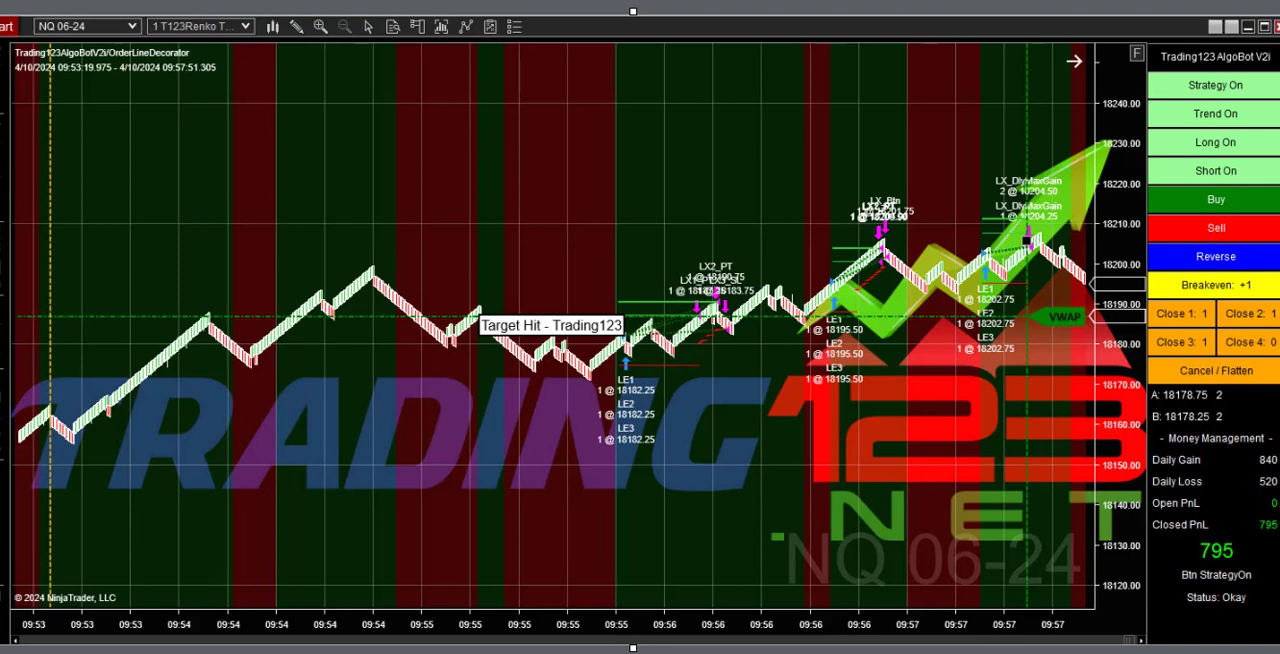 art NQ 06-24 1 T123Renko T...
Trading123AlgoBotV2i/OrderLineDecorator
4/10/2024 09:53:19.975 - 4/10/2024 09:57:51.305
F
Trading123 AlgoBot V2i
Strategy On
Trend On
Long On
Short On
Buy
Sell
Reverse
Breakeven: +1
Close 1: 1 Close 2: 1
Close 3: 1 Close 4: 0
Cancel / Flatten
A: 18178.75 2
B: 18178.25 2
- Money Management -
Daily Gain 840
Daily Loss 520
Open PnL 0
Closed PnL 795
795
Btn StrategyOn
Status: Okay
18240.00
18230.00
18220.00
18210.00
18200.00
18190.00
18180.00
18170.00
18160.00
18150.00
18140.00
18130.00
18120.00
LX_DlyMaxGain
2 @ 18204.50
LX_DlyMaxGain
1 @ 18204.25
LX2_PT
Target Hit - Trading123
VWAP
LE1
1 @ 18182.25
LE2
1 @ 18182.25
LE3
1 @ 18182.25
LE1
1 @ 18195.50
LE2
1 @ 18195.50
LE3
1 @ 18195.50
LE1
1 @ 18202.75
LE2
1 @ 18202.75
LE3
1 @ 18202.75
TRADING 123
.NET
NQ 06-24
© 2024 NinjaTrader, LLC
09:53 09:53 09:53 09:54 09:54 09:54 09:54 09:54 09:55 09:55 09:55 09:55 09:56 09:56 09:56 09:56 09:56 09:56 09:57 09:57 09:57 09:57